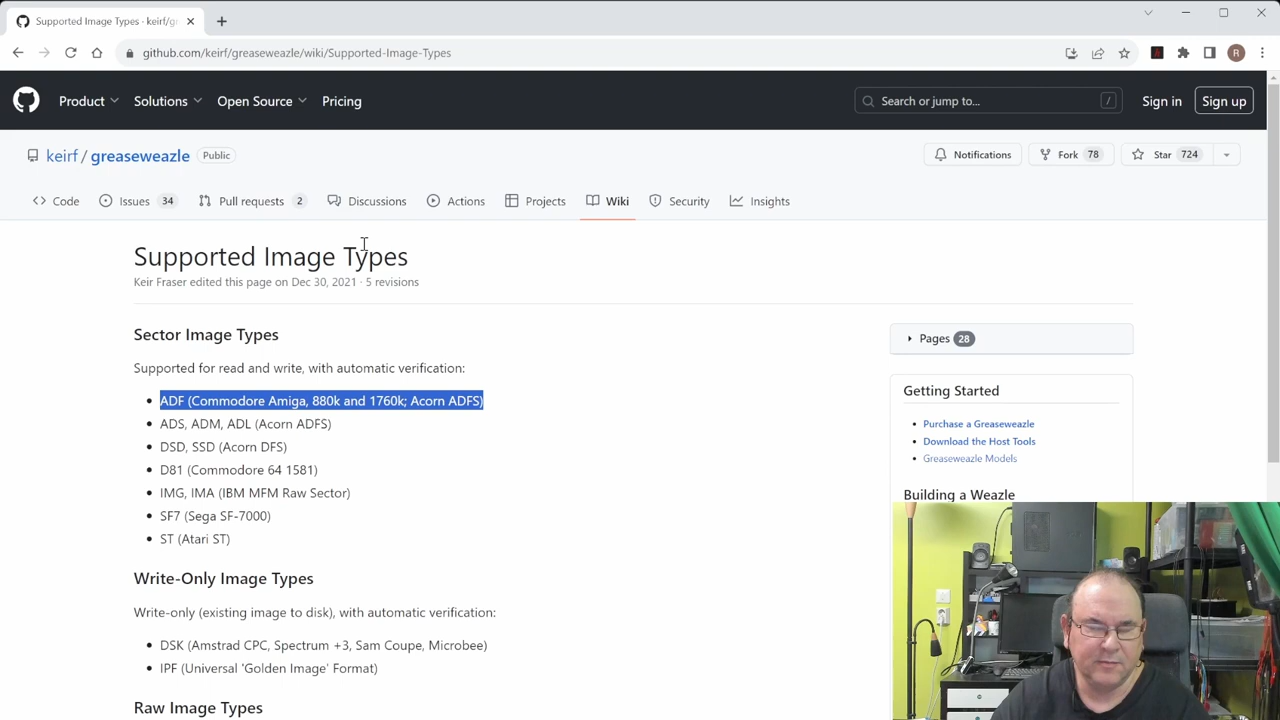 Supported Image Types · keirf/gr
github.com/keirf/greaseweazle/wiki/Supported-Image-Types
R
Product Solutions Open Source Pricing
Search or jump to... /
Sign in Sign up
keirf / greaseweazle Public
Notifications Fork 78 Star 724
Code Issues 34 Pull requests 2 Discussions Actions Projects Wiki Security Insights
Supported Image Types
Keir Fraser edited this page on Dec 30, 2021 · 5 revisions
Sector Image Types
Supported for read and write, with automatic verification:
• ADF (Commodore Amiga, 880k and 1760k; Acorn ADFS)
• ADS, ADM, ADL (Acorn ADFS)
• DSD, SSD (Acorn DFS)
• D81 (Commodore 64 1581)
• IMG, IMA (IBM MFM Raw Sector)
• SF7 (Sega SF-7000)
• ST (Atari ST)
Write-Only Image Types
Write-only (existing image to disk), with automatic verification:
• DSK (Amstrad CPC, Spectrum +3, Sam Coupe, Microbee)
• IPF (Universal 'Golden Image' Format)
Raw Image Types
Pages 28
Getting Started
• Purchase a Greaseweazle
• Download the Host Tools
• Greaseweazle Models
Building a Weazle